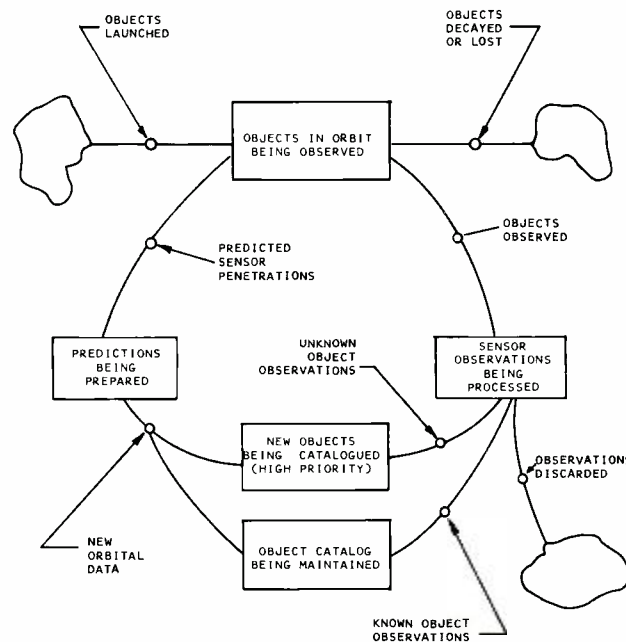 OBJECTS
LAUNCHED
OBJECTS
DECAYED
OR LOST
OBJECTS IN ORBIT
BEING OBSERVED
PREDICTED
SENSOR
PENETRATIONS
OBJECTS
OBSERVED
PREDICTIONS
BEING
PREPARED
UNKNOWN
OBJECT
OBSERVATIONS
SENSOR
OBSERVATIONS
BEING
PROCESSED
NEW OBJECTS
BEING CATALOGUED
(HIGH PRIORITY)
OBSERVATIONS
DISCARDED
NEW
ORBITAL
DATA
OBJECT CATALOG
BEING MAINTAINED
KNOWN OBJECT
OBSERVATIONS